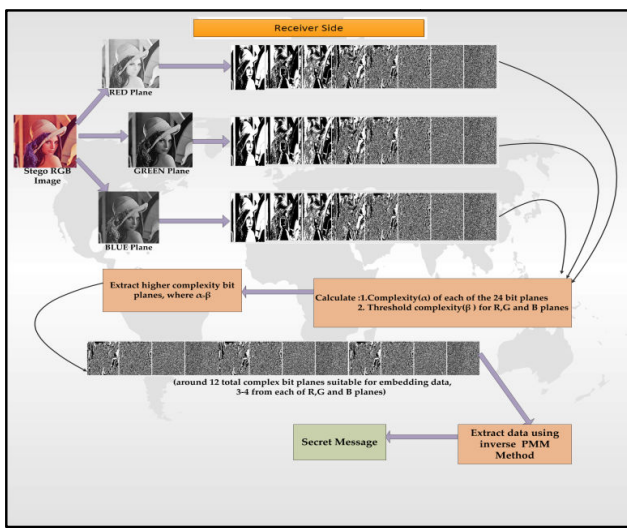 Receiver Side
RED Plane
Stego RGB
Image
GREEN Plane
BLUE Plane
Extract higher complexity bit
planes, where α-β
Calculate :1.Complexity(α) of each of the 24 bit planes
2. Threshold complexity(β ) for R,G and B planes
(around 12 total complex bit planes suitable for embedding data,
3-4 from each of R,G and B planes)
Secret Message
Extract data using
inverse PMM
Method